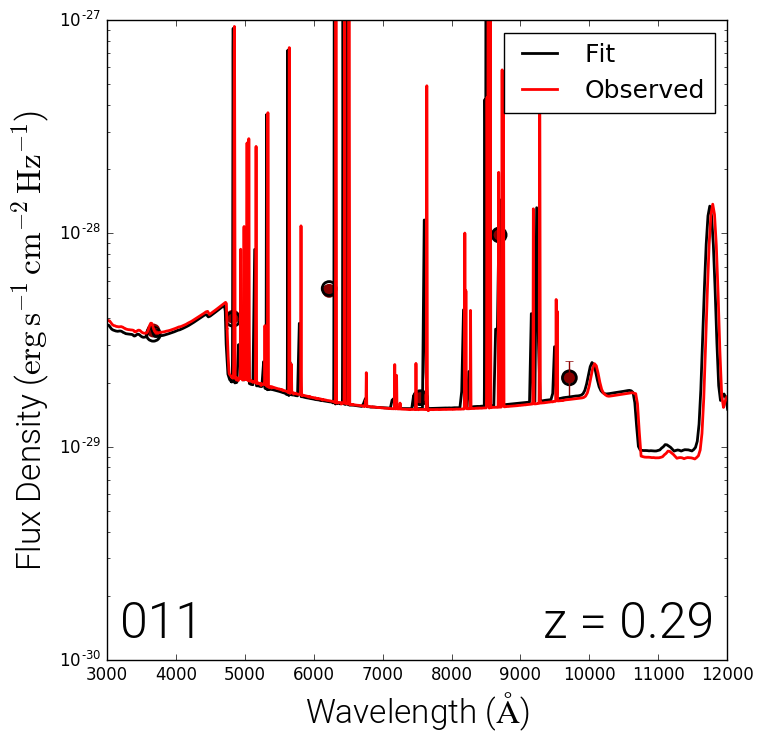 10⁻²⁷
Fit
Observed
10⁻²⁸
Flux Density (erg s⁻¹ cm⁻² Hz⁻¹)
10⁻²⁹
011
z = 0.29
10⁻³⁰
3000 4000 5000 6000 7000 8000 9000 10000 11000 12000
Wavelength (Å)